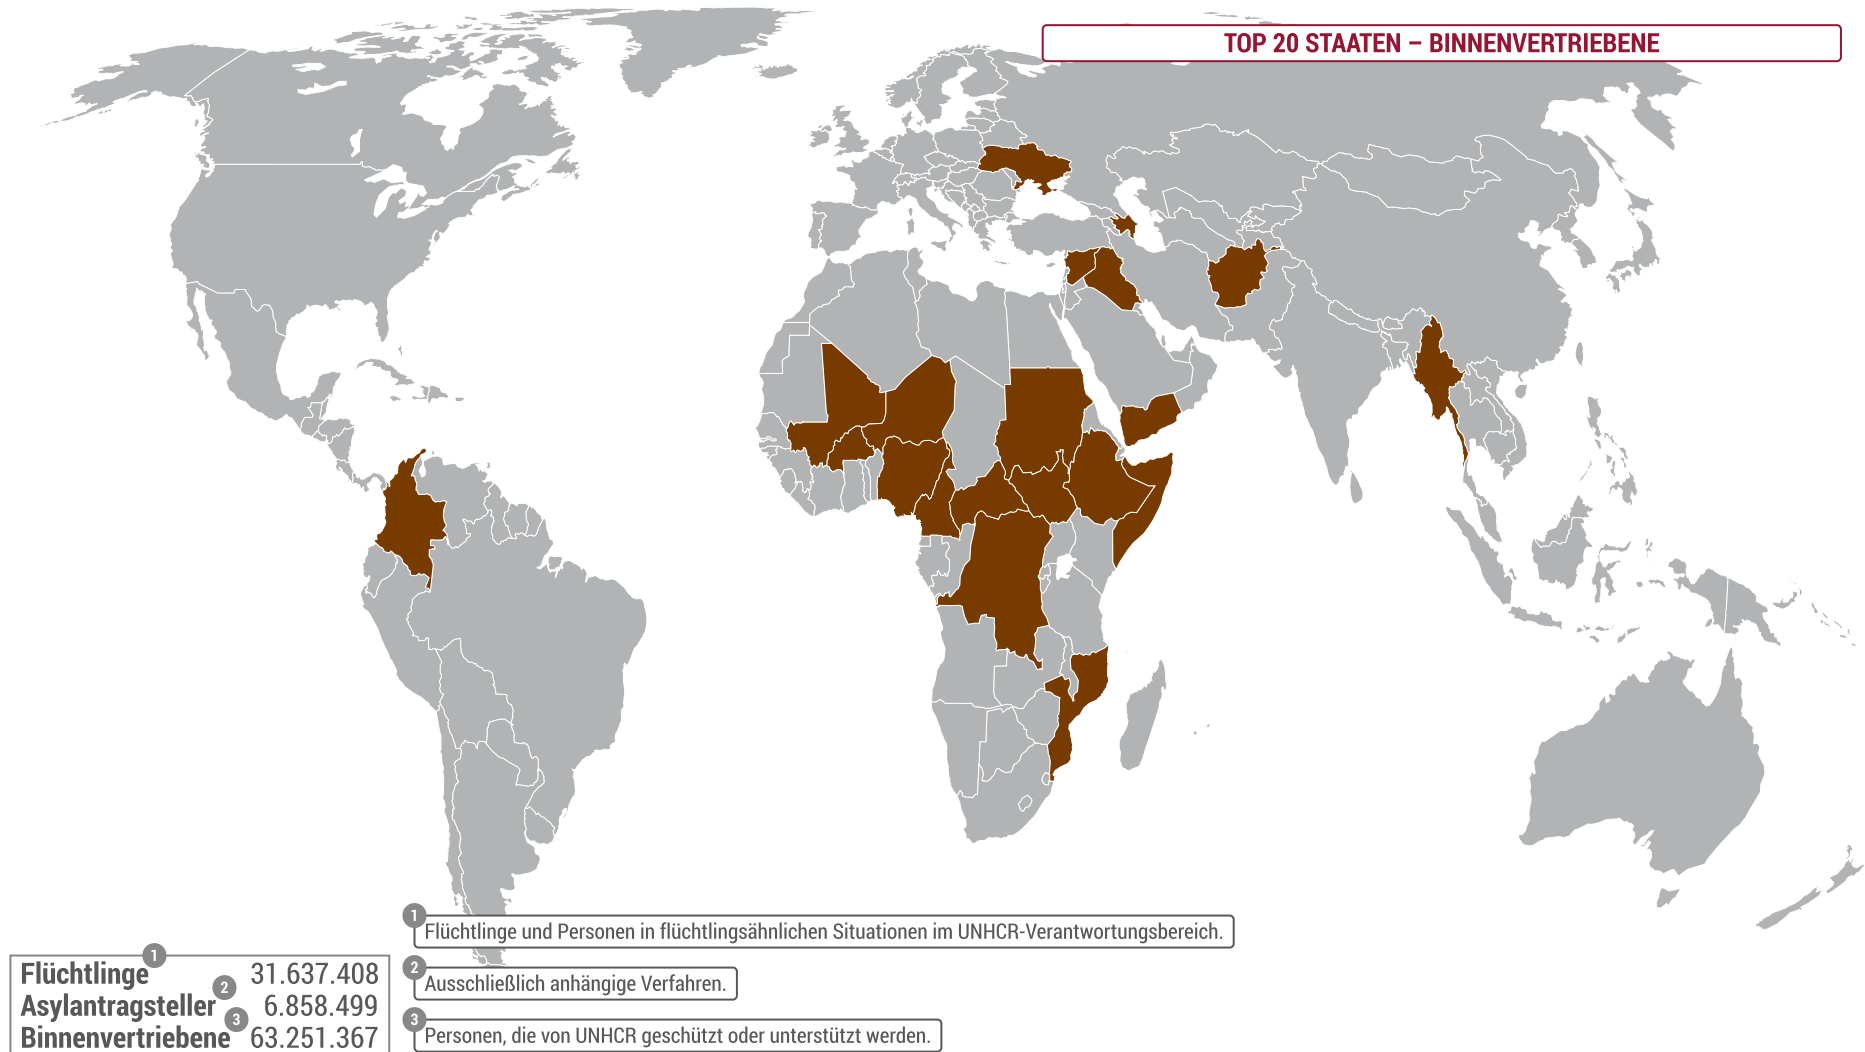 TOP 20 STAATEN – BINNENVERTRIEBENE
1
Flüchtlinge und Personen in flüchtlingsähnlichen Situationen im UNHCR-Verantwortungsbereich.
2
Ausschließlich anhängige Verfahren.
3
Personen, die von UNHCR geschützt oder unterstützt werden.
Flüchtlinge 1 31.637.408
Asylantragsteller 2 6.858.499
Binnenvertriebene 3 63.251.367